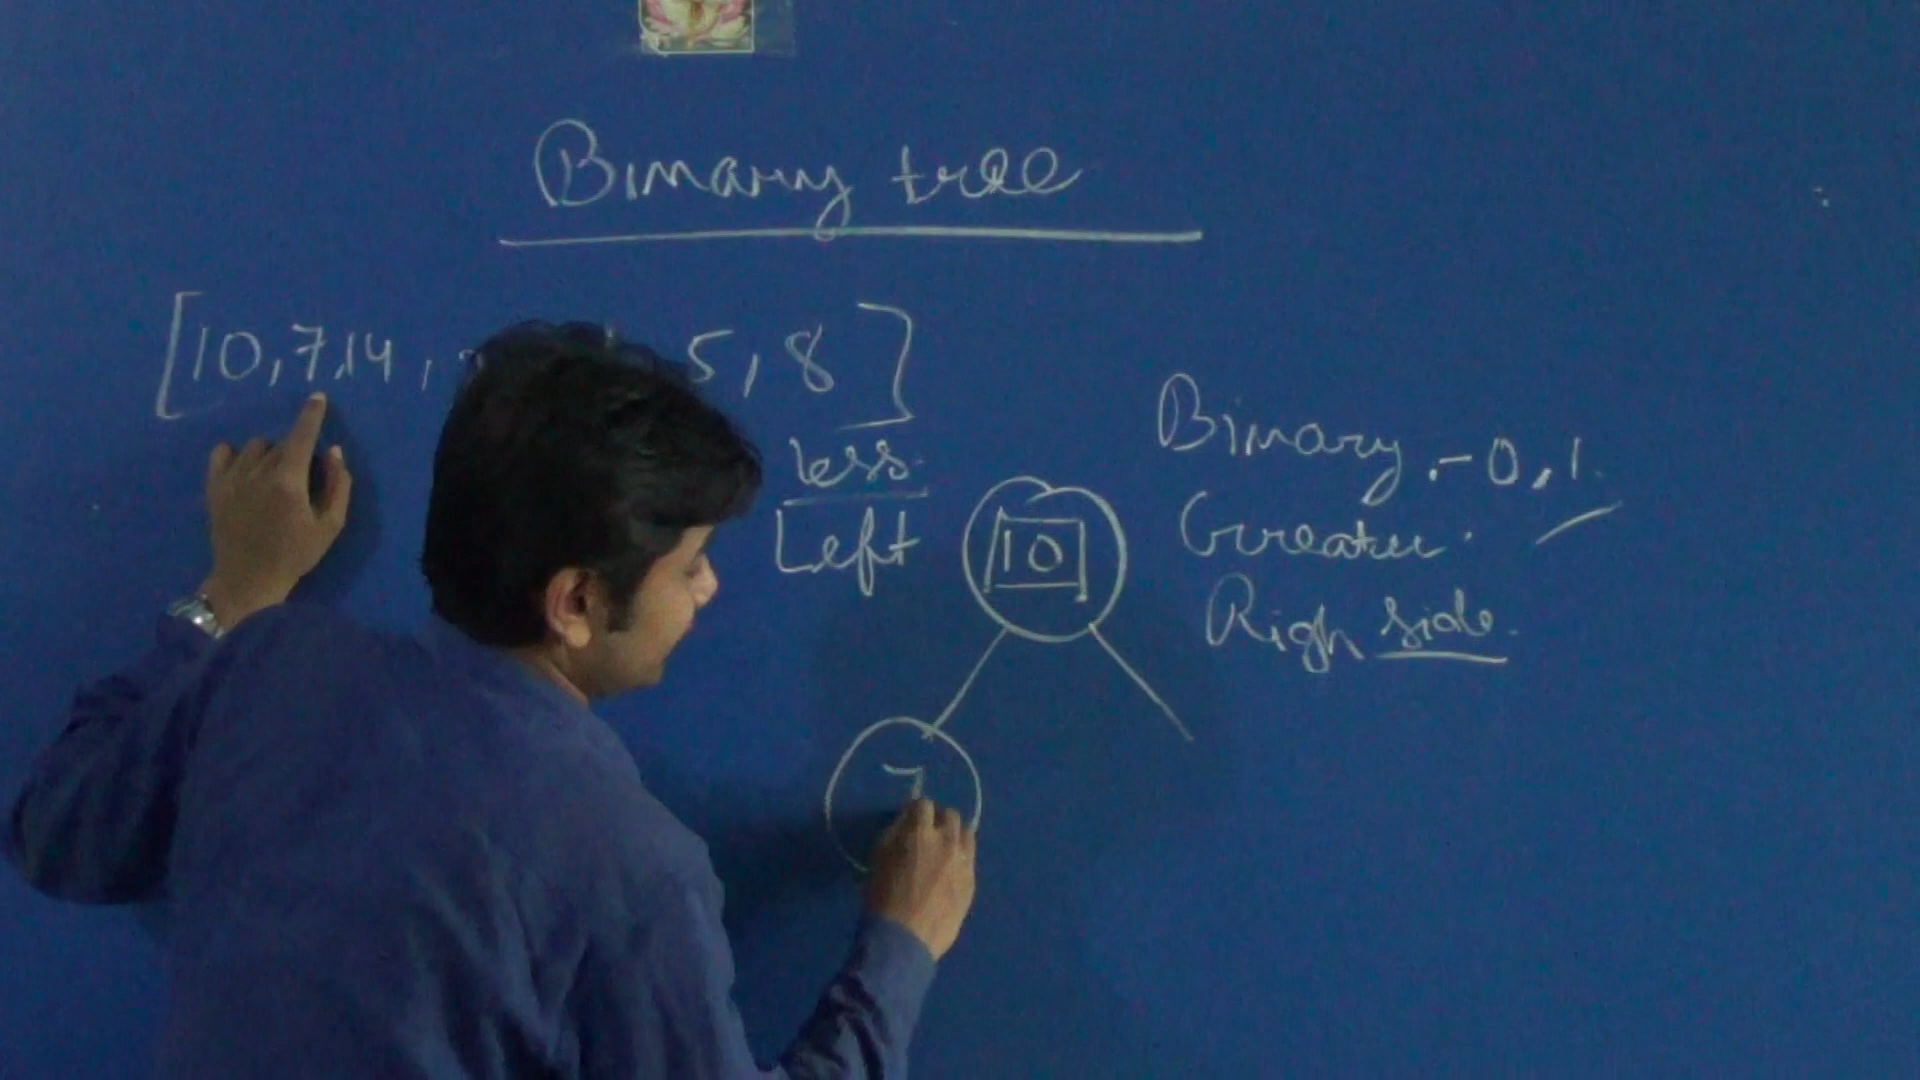 Binary tree
[10, 7, 14, 5, 8]
less
Left
10
Binary :- 0, 1.
Greater.
Righ side.
7